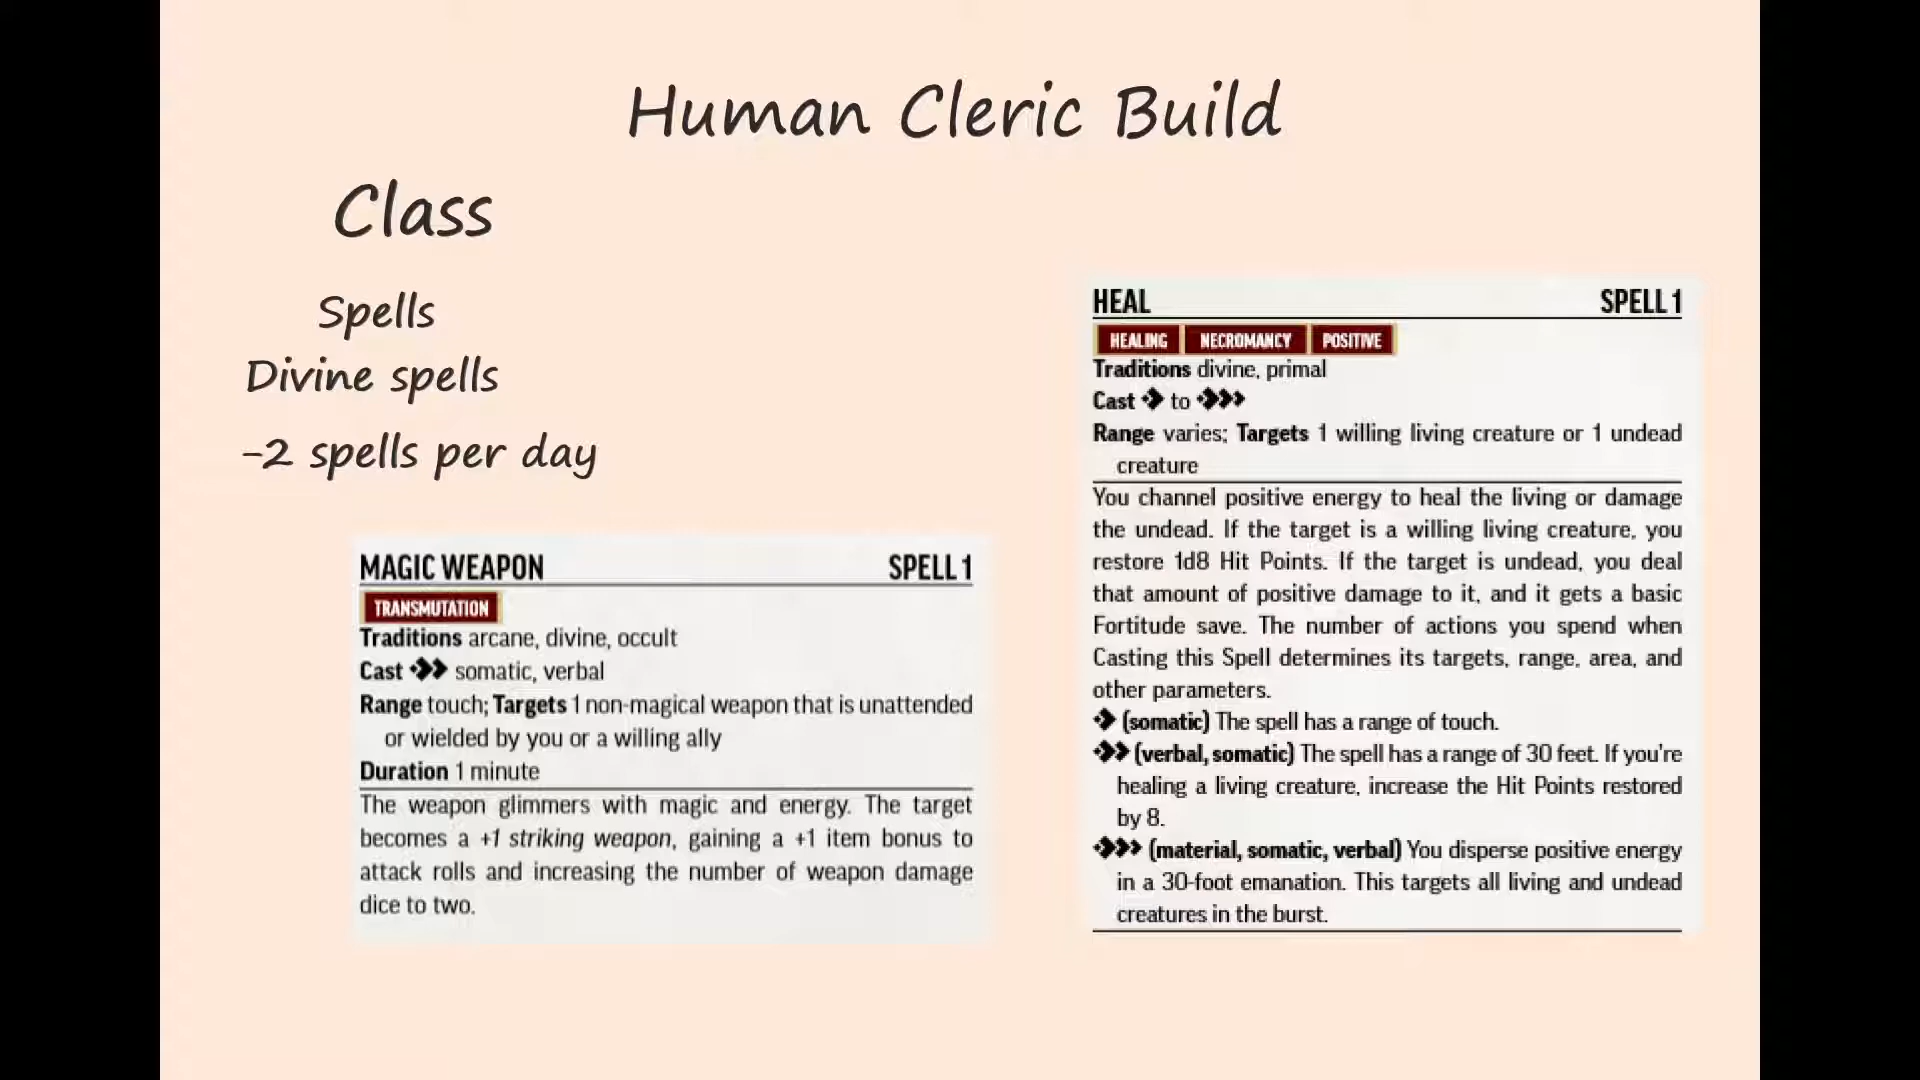 Human Cleric Build
Class
Spells
Divine spells
-2 spells per day
MAGIC WEAPON SPELL 1
TRANSMUTATION
Traditions arcane, divine, occult
Cast somatic, verbal
Range touch; Targets 1 non-magical weapon that is unattended
or wielded by you or a willing ally
Duration 1 minute
The weapon glimmers with magic and energy. The target
becomes a +1 striking weapon, gaining a +1 item bonus to
attack rolls and increasing the number of weapon damage
dice to two.
HEAL SPELL 1
HEALING NECROMANCY POSITIVE
Traditions divine, primal
Cast to
Range varies; Targets 1 willing living creature or 1 undead
creature
You channel positive energy to heal the living or damage
the undead. If the target is a willing living creature, you
restore 1d8 Hit Points. If the target is undead, you deal
that amount of positive damage to it, and it gets a basic
Fortitude save. The number of actions you spend when
Casting this Spell determines its targets, range, area, and
other parameters.
(somatic) The spell has a range of touch.
(verbal, somatic) The spell has a range of 30 feet. If you're
healing a living creature, increase the Hit Points restored
by 8.
(material, somatic, verbal) You disperse positive energy
in a 30-foot emanation. This targets all living and undead
creatures in the burst.